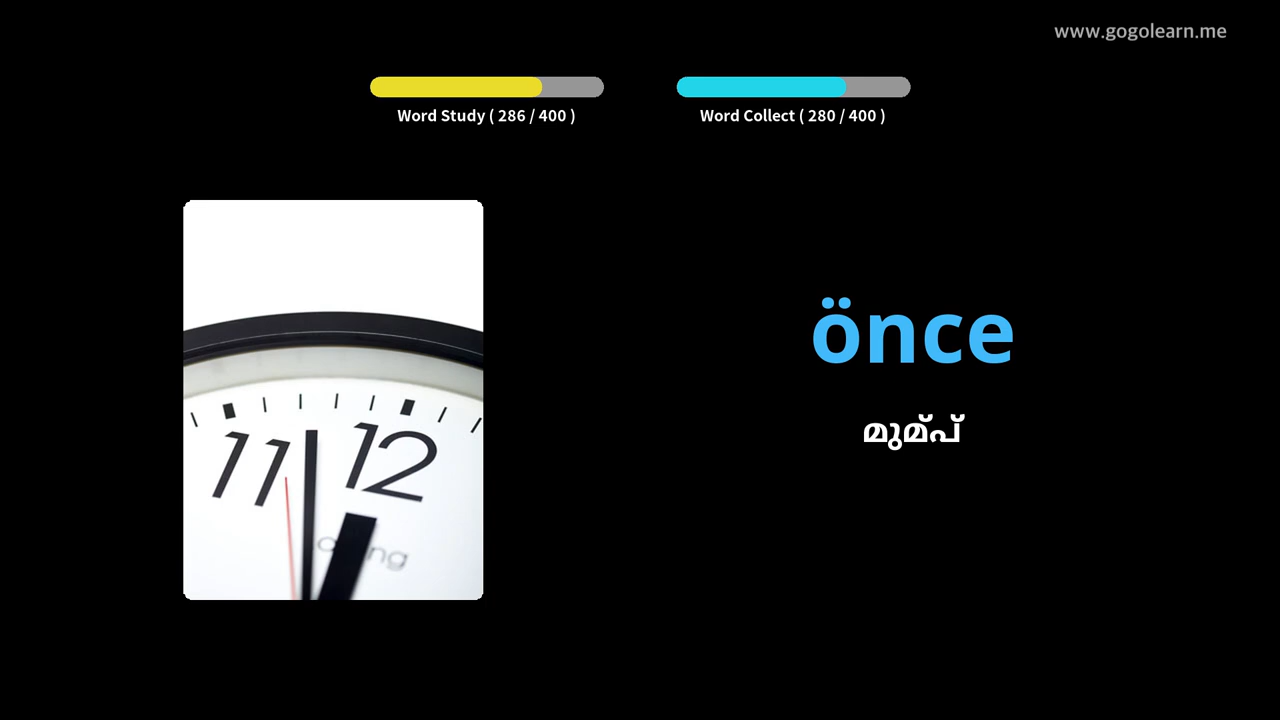 www.gogolearn.me
Word Study ( 286 / 400 )
Word Collect ( 280 / 400 )
önce
മുമ്പ്
11 12